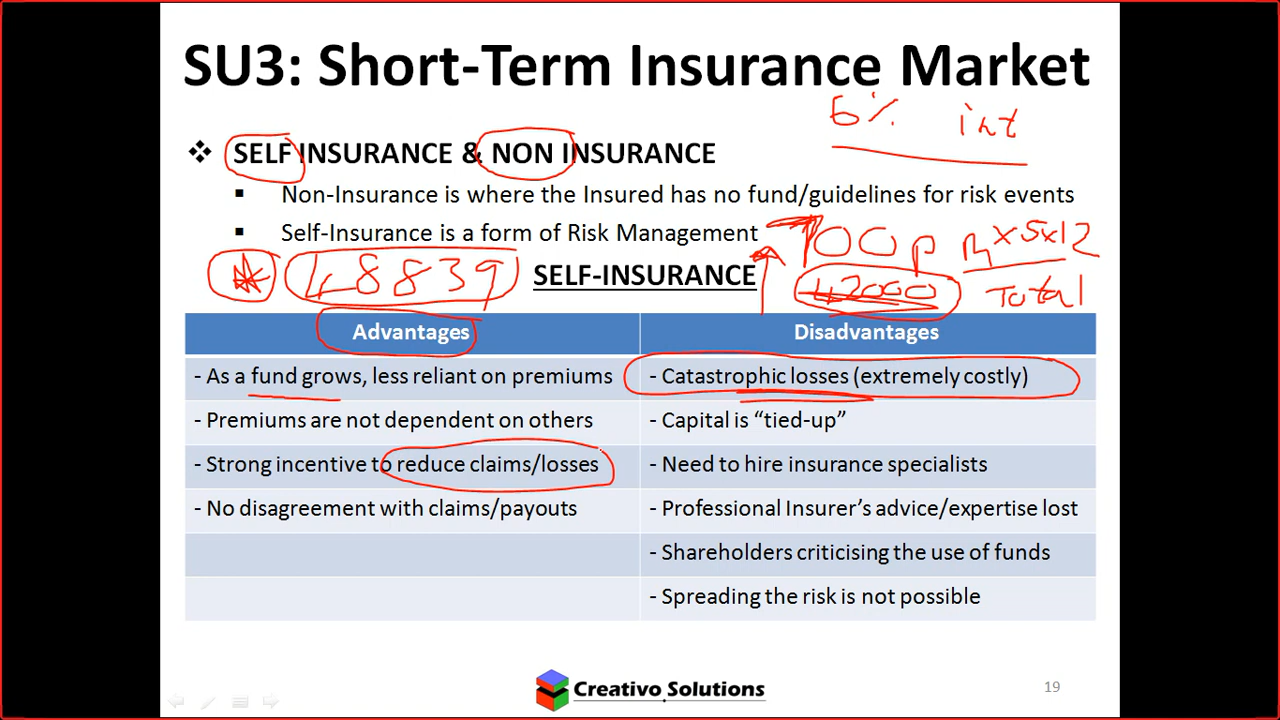 SU3: Short-Term Insurance Market
6% int
❖ SELF INSURANCE & NON INSURANCE
▪ Non-Insurance is where the Insured has no fund/guidelines for risk events
▪ Self-Insurance is a form of Risk Management
700pm x5x12
48839
SELF-INSURANCE
42000 Total
Advantages Disadvantages
- As a fund grows, less reliant on premiums - Catastrophic losses (extremely costly)
- Premiums are not dependent on others - Capital is “tied-up”
- Strong incentive to reduce claims/losses - Need to hire insurance specialists
- No disagreement with claims/payouts - Professional Insurer’s advice/expertise lost
- Shareholders criticising the use of funds
- Spreading the risk is not possible
Creativo Solutions
19